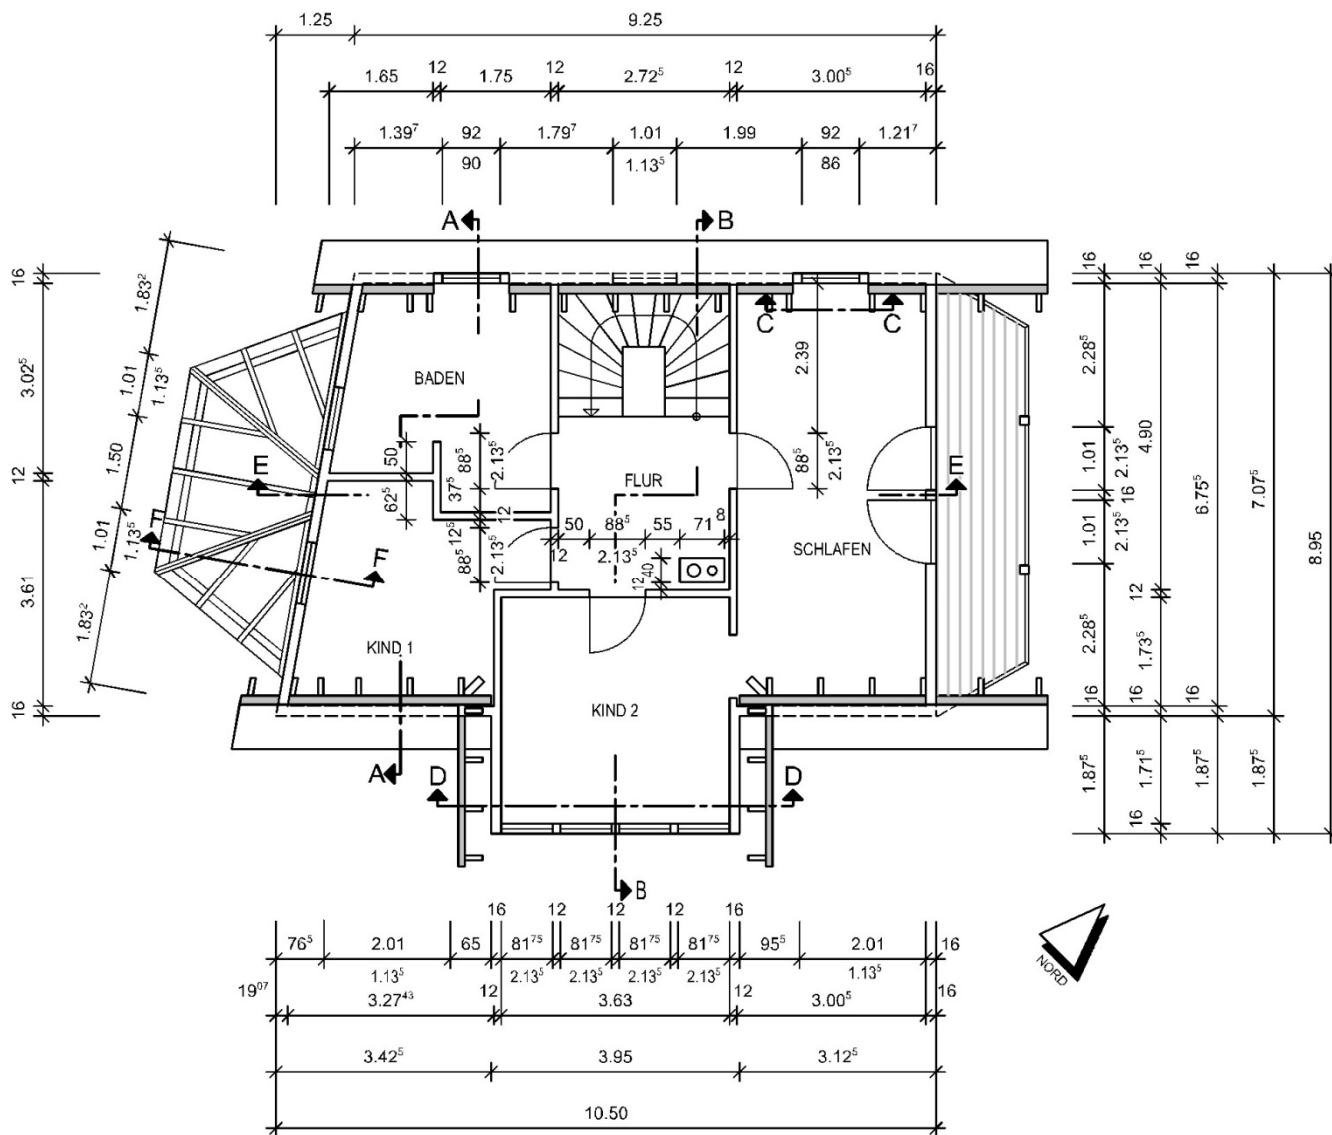 1.25 9.25
12 12 12
1.65 1.75 2.72⁵ 3.00⁵ 16
1.39⁷ 92 1.79⁷ 1.01 1.99 92 1.21⁷
90 1.13⁵ 86
A B
16 1.83² 16 16 16
C C
3.02⁵ 1.01 1.13⁵ 2.39 2.28⁵
BADEN
1.50 50 88⁵ 2.13⁵ 88⁵ 2.13⁵ 1.01 2.13⁵ 4.90
E FLUR E
12 62⁵ 37⁵ 12 16 6.75⁵ 7.07⁵
F 1.01 1.13⁵ 50 88⁵ 55 71 8
12⁵ 12 2.13⁵ 1.01 2.13⁵ 8.95
F 88⁵ 2.13⁵ 12 40 SCHLAFEN
3.61 12
1.83² KIND 1 2.28⁵ 1.73⁵
16 KIND 2 16 16 16
A D D 1.87⁵ 1.71⁵ 1.87⁵ 1.87⁵
16
B
16 12 12 12 16
76⁵ 2.01 65 81⁷⁵ 81⁷⁵ 81⁷⁵ 81⁷⁵ 95⁵ 2.01 16
1.13⁵ 2.13⁵ 2.13⁵ 2.13⁵ 2.13⁵ 1.13⁵
19⁰⁷ 3.27⁴³ 12 3.63 12 3.00⁵ 16
NORD
3.42⁵ 3.95 3.12⁵
10.50